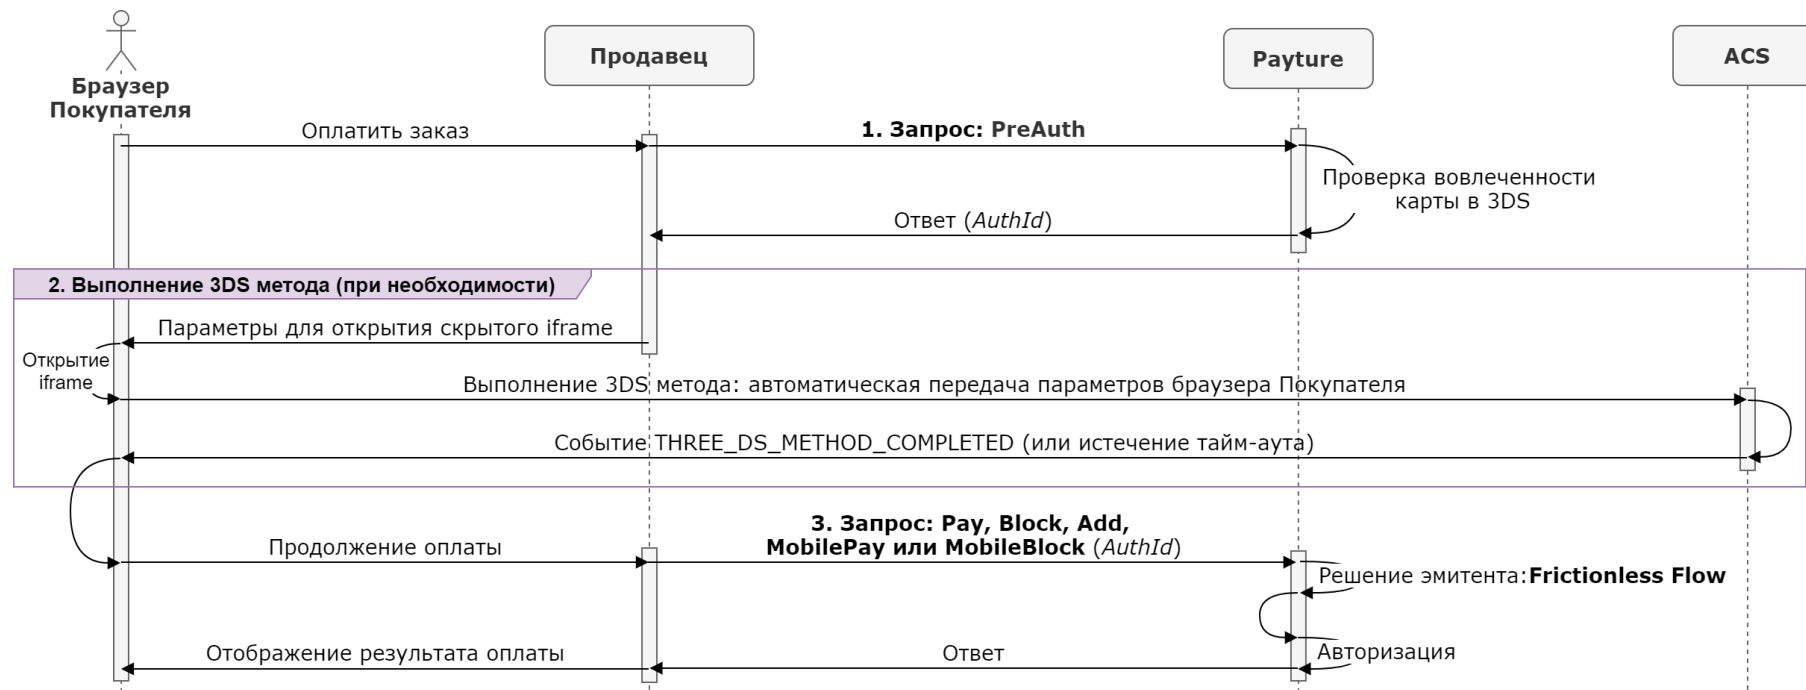 Браузер
Покупателя
Продавец
Payture
ACS
Оплатить заказ
1. Запрос: PreAuth
Проверка вовлеченности
карты в 3DS
Ответ (AuthId)
2. Выполнение 3DS метода (при необходимости)
Параметры для открытия скрытого iframe
Открытие
iframe
Выполнение 3DS метода: автоматическая передача параметров браузера Покупателя
Событие THREE_DS_METHOD_COMPLETED (или истечение тайм-аута)
Продолжение оплаты
3. Запрос: Pay, Block, Add,
MobilePay или MobileBlock (AuthId)
Решение эмитента:Frictionless Flow
Авторизация
Ответ
Отображение результата оплаты